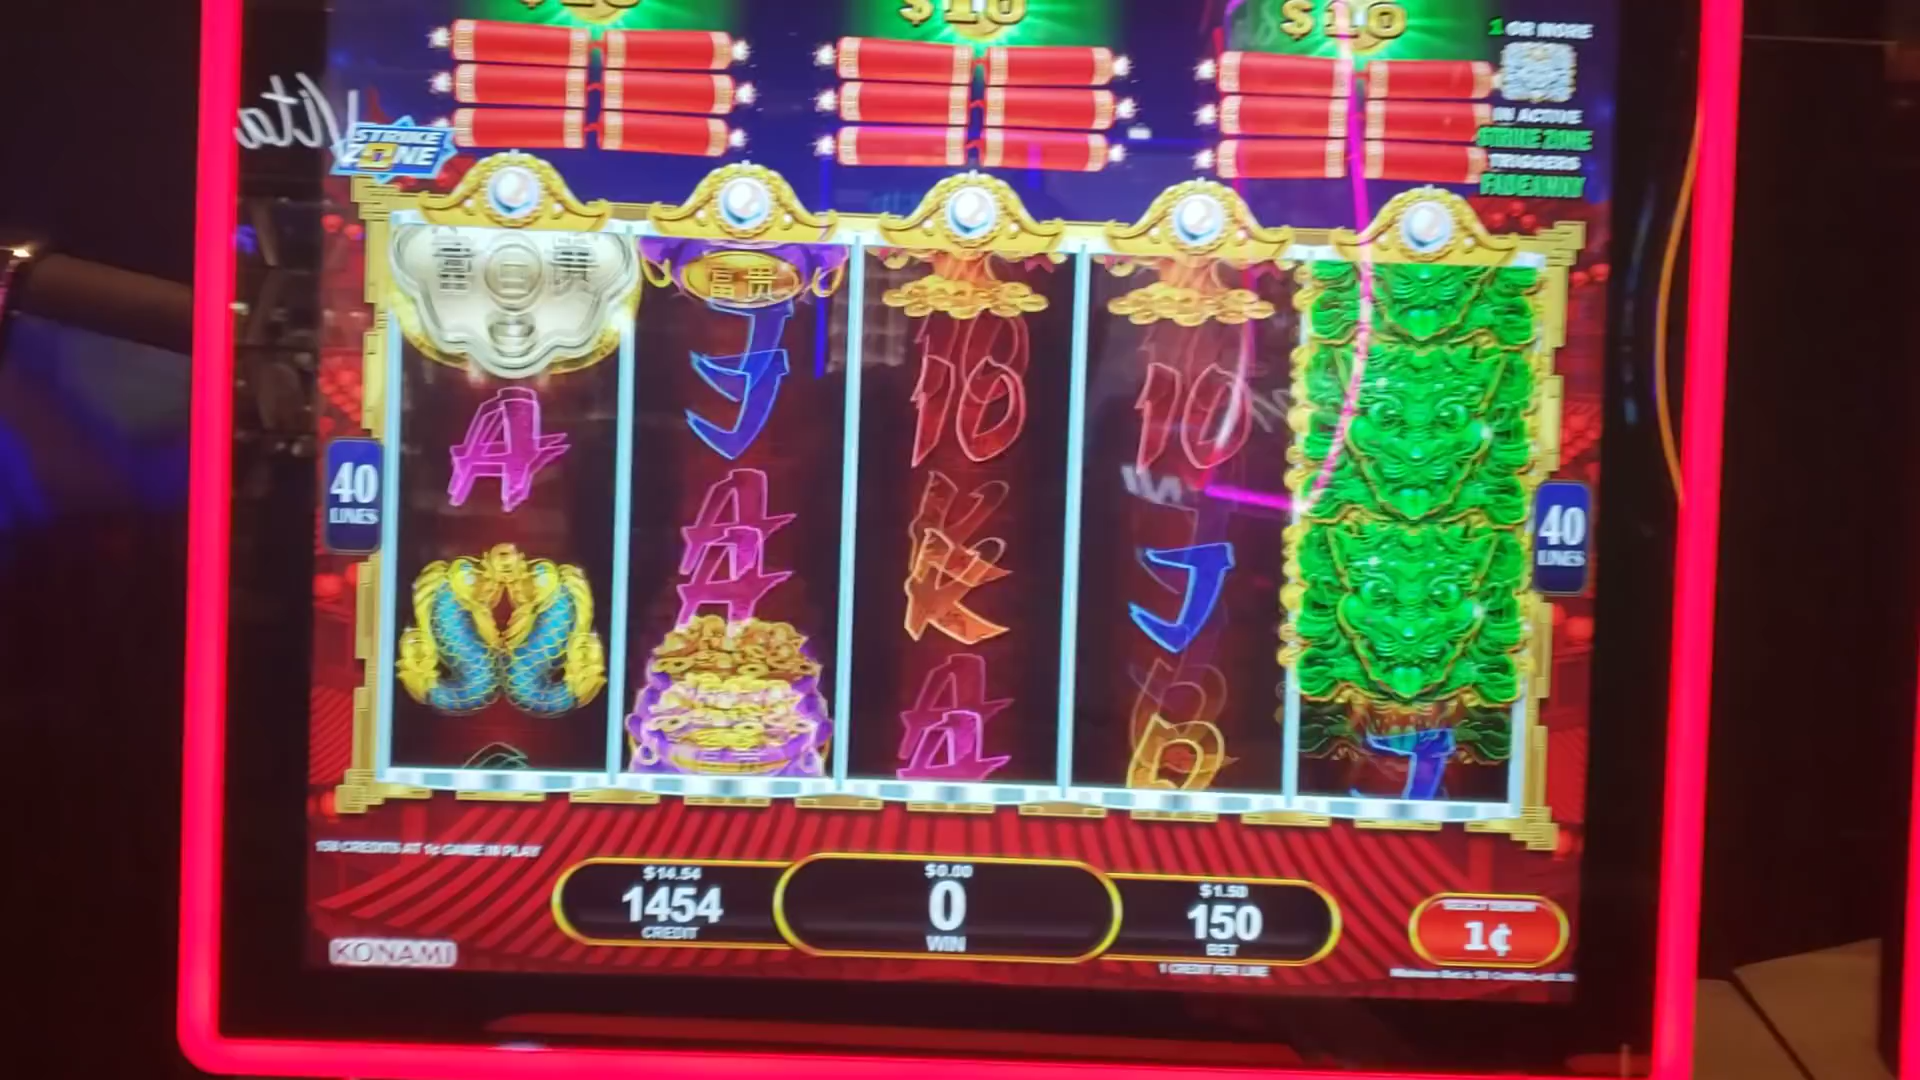 $10
$10
$10
1 OR MORE
IN ACTIVE
STRIKE ZONE
TRIGGERS
Vita
STRIKE
ZONE
富贵
J
10
10
A
40
LINES
40
LINES
A
K
J
A
A
K
A
J
150 CREDITS AT 1¢ GAME IN PLAY
$14.54
1454
CREDIT
$0.00
0
WIN
$1.50
150
BET
1 CREDIT PER LINE
1¢
KONAMI